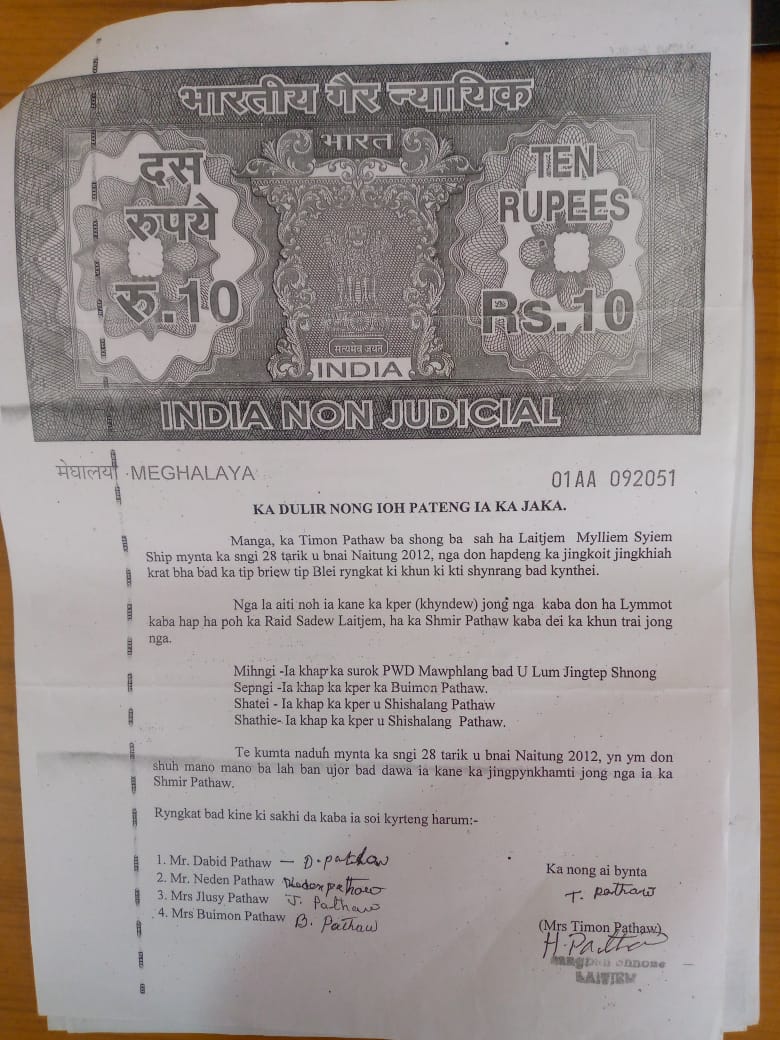 भारतीय गैर न्यायिक
भारत
दस
रुपये
रु.10
TEN
RUPEES
Rs.10
सत्यमेव जयते
INDIA
INDIA NON JUDICIAL
मेघालया MEGHALAYA
01AA 092051
KA DULIR NONG IOH PATENG IA KA JAKA.
Manga, ka Timon Pathaw ba shong ba sah ha Laitjem Mylliem Syiem
Ship mynta ka sngi 28 tarik u bnai Naitung 2012, nga don hapdeng ka jingkoit jingkhiah
krat bha bad ka tip briew tip Blei ryngkat ki khun ki kti shynrang bad kynthei.
Nga la aiti noh ia kane ka kper (khyndew) jong nga kaba don ha Lymmot
kaba hap ha poh ka Raid Sadew Laitjem, ha ka Shmir Pathaw kaba dei ka khun trai jong
nga.
Mihngi -Ia khap ka surok PWD Mawphlang bad U Lum Jingtep Shnong
Sepngi -Ia khap ka kper ka Buimon Pathaw.
Shatei - Ia khap ka kper u Shishalang Pathaw
Shathie- Ia khap ka kper u Shishalang Pathaw.
Te kumta naduh mynta ka sngi 28 tarik u bnai Naitung 2012, yn ym don
shuh mano mano ba lah ban ujor bad dawa ia kane ka jingpynkhamti jong nga ia ka
Shmir Pathaw.
Ryngkat bad kine ki sakhi da kaba ia soi kyrteng harum:-
1. Mr. Dabid Pathaw — D. pathaw
2. Mr. Neden Pathaw Neden pathaw
3. Mrs Jlusy Pathaw J. Pathaw
4. Mrs Buimon Pathaw B. Pathaw
Ka nong ai bynta
T. Pathaw
(Mrs Timon Pathaw)
H. Pathaw
Shnong
LAITJEM